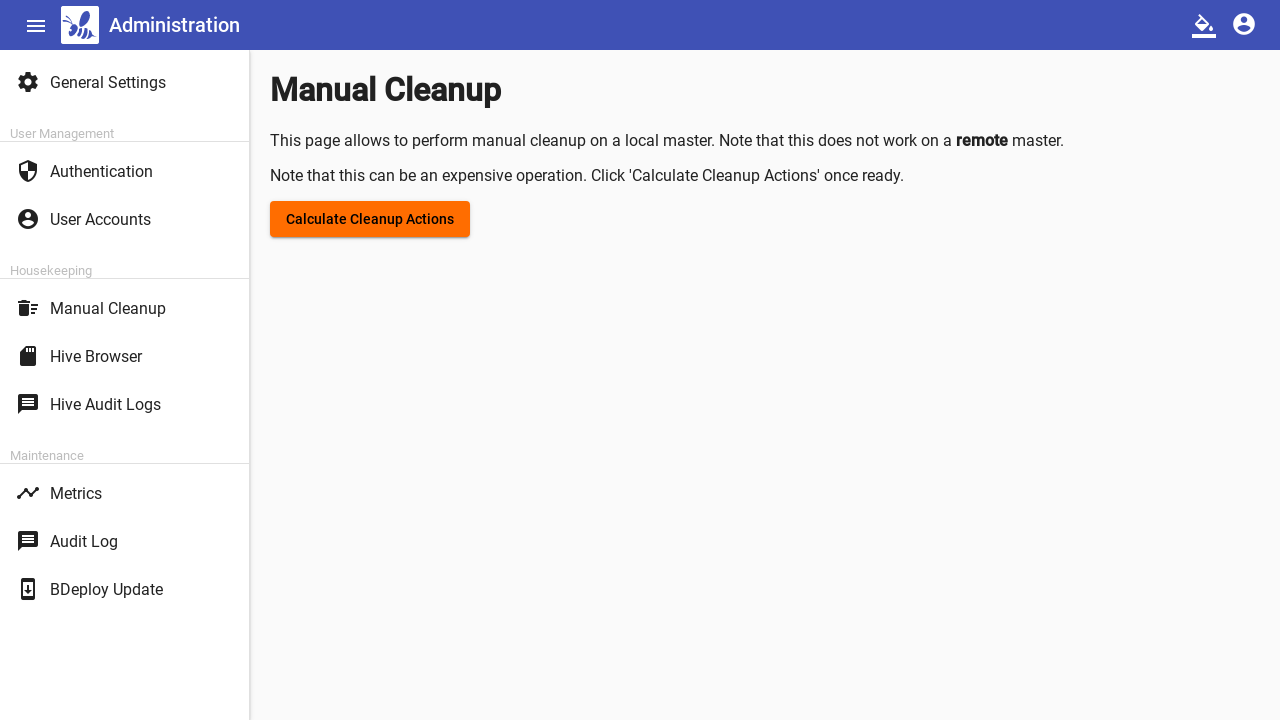 Administration
General Settings
User Management
Authentication
User Accounts
Housekeeping
Manual Cleanup
Hive Browser
Hive Audit Logs
Maintenance
Metrics
Audit Log
BDeploy Update
Manual Cleanup
This page allows to perform manual cleanup on a local master. Note that this does not work on a remote master.
Note that this can be an expensive operation. Click 'Calculate Cleanup Actions' once ready.
Calculate Cleanup Actions